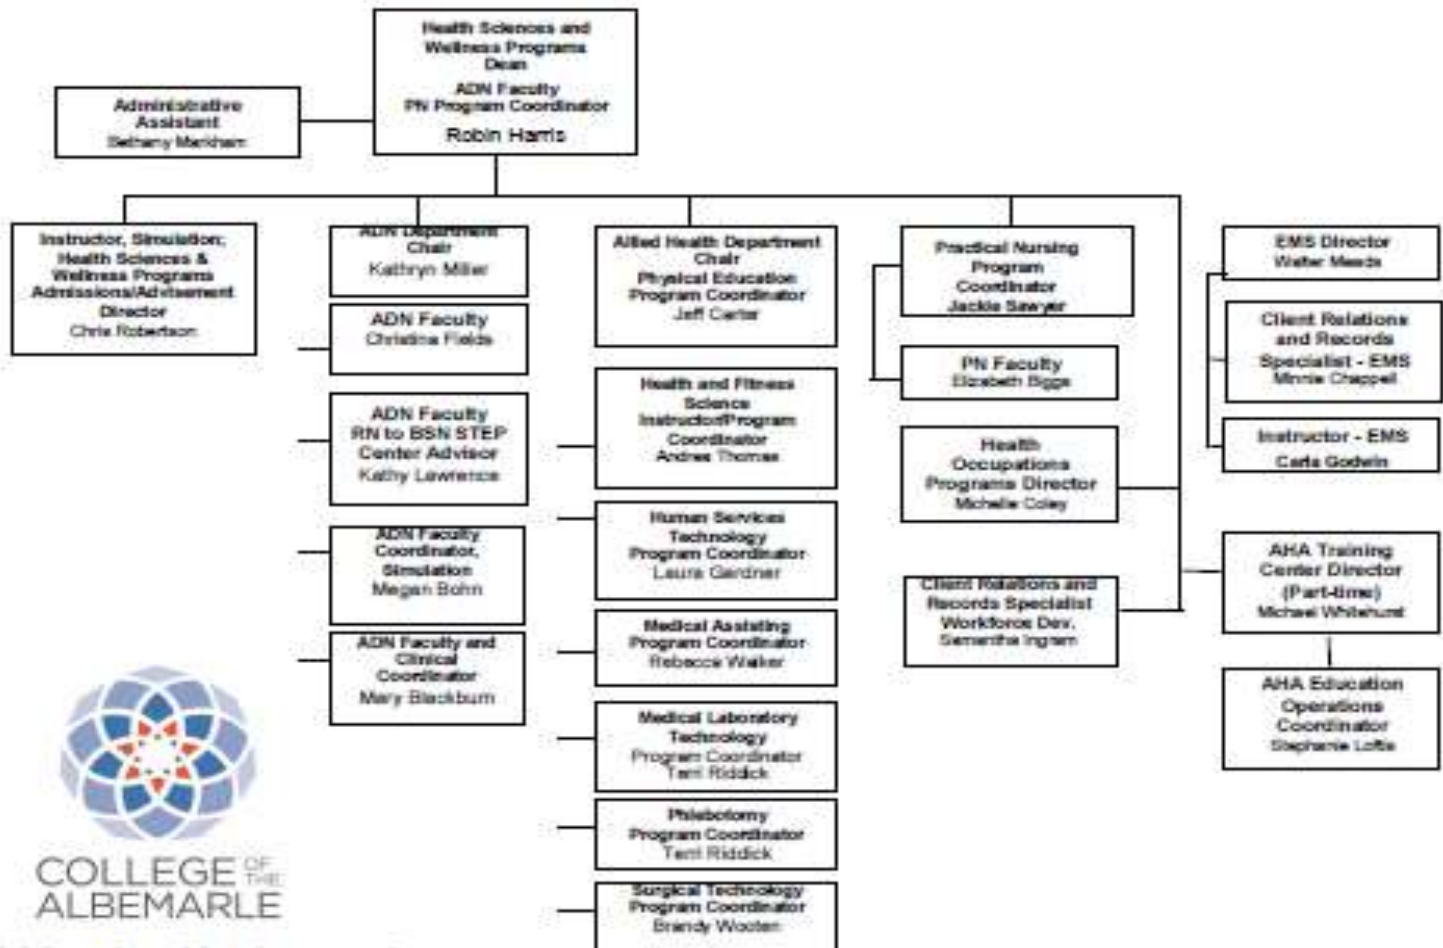 Health Sciences and
Wellness Programs
Dean
ADN Faculty
PN Program Coordinator
Robin Harris
Administrative
Assistant
Bethany Markham
Instructor, Simulation;
Health Sciences &
Wellness Programs
Admissions/Advisement
Director
Chris Robertson
ADN Department
Chair
Kathryn Miller
ADN Faculty
Christina Fields
ADN Faculty
RN to BSN STEP
Center Advisor
Kathy Lawrence
ADN Faculty
Coordinator,
Simulation
Megan Bohn
ADN Faculty and
Clinical
Coordinator
Mary Blackburn
Allied Health Department
Chair
Physical Education
Program Coordinator
Jeff Carter
Health and Fitness
Science
Instructor/Program
Coordinator
Andrea Thomas
Human Services
Technology
Program Coordinator
Laura Gardner
Medical Assisting
Program Coordinator
Rebecca Walker
Medical Laboratory
Technology
Program Coordinator
Terri Riddick
Phlebotomy
Program Coordinator
Terri Riddick
Surgical Technology
Program Coordinator
Brandy Wooten
Practical Nursing
Program
Coordinator
Jackie Sawyer
PN Faculty
Elizabeth Biggs
Health
Occupations
Programs Director
Michelle Coley
Client Relations and
Records Specialist
Workforce Dev.
Samantha Ingram
EMS Director
Walter Meads
Client Relations
and Records
Specialist - EMS
Minnie Chappell
Instructor - EMS
Carla Godwin
AHA Training
Center Director
(Part-time)
Michael Whitehurst
AHA Education
Operations
Coordinator
Stephanie Loftis
COLLEGE OF THE
ALBEMARLE